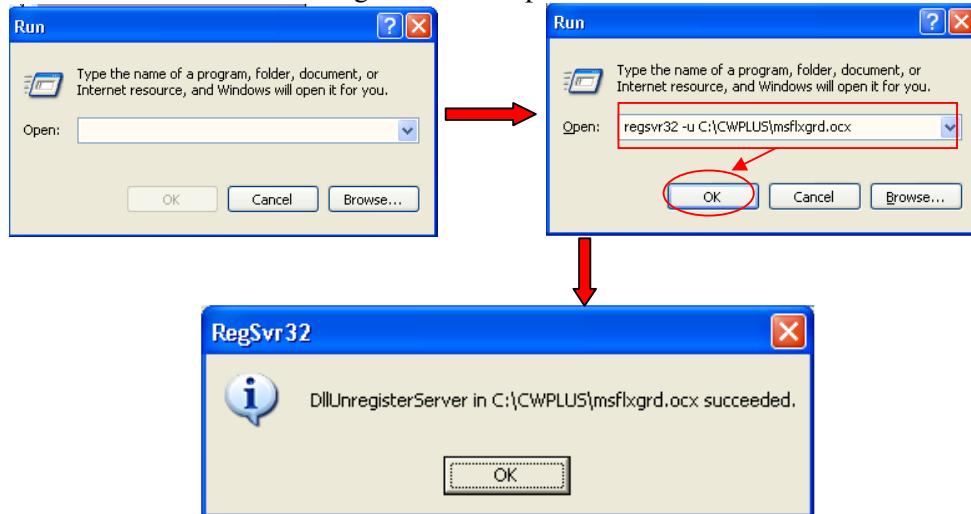 Run
Type the name of a program, folder, document, or
Internet resource, and Windows will open it for you.
Open:
OK Cancel Browse...
Run
Type the name of a program, folder, document, or
Internet resource, and Windows will open it for you.
Open: regsvr32 -u C:\CWPLUS\msflxgrd.ocx
OK Cancel Browse...
RegSvr32
DllUnregisterServer in C:\CWPLUS\msflxgrd.ocx succeeded.
OK